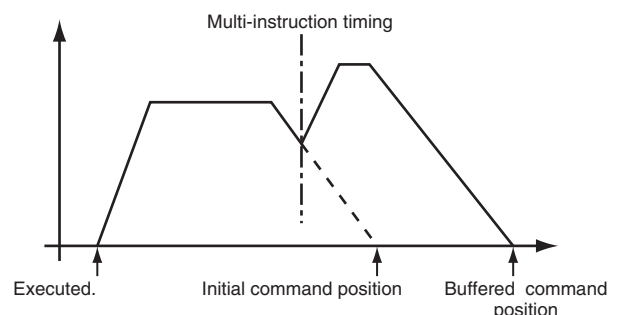 Multi-instruction timing
Executed.
Initial command position
Buffered command
position